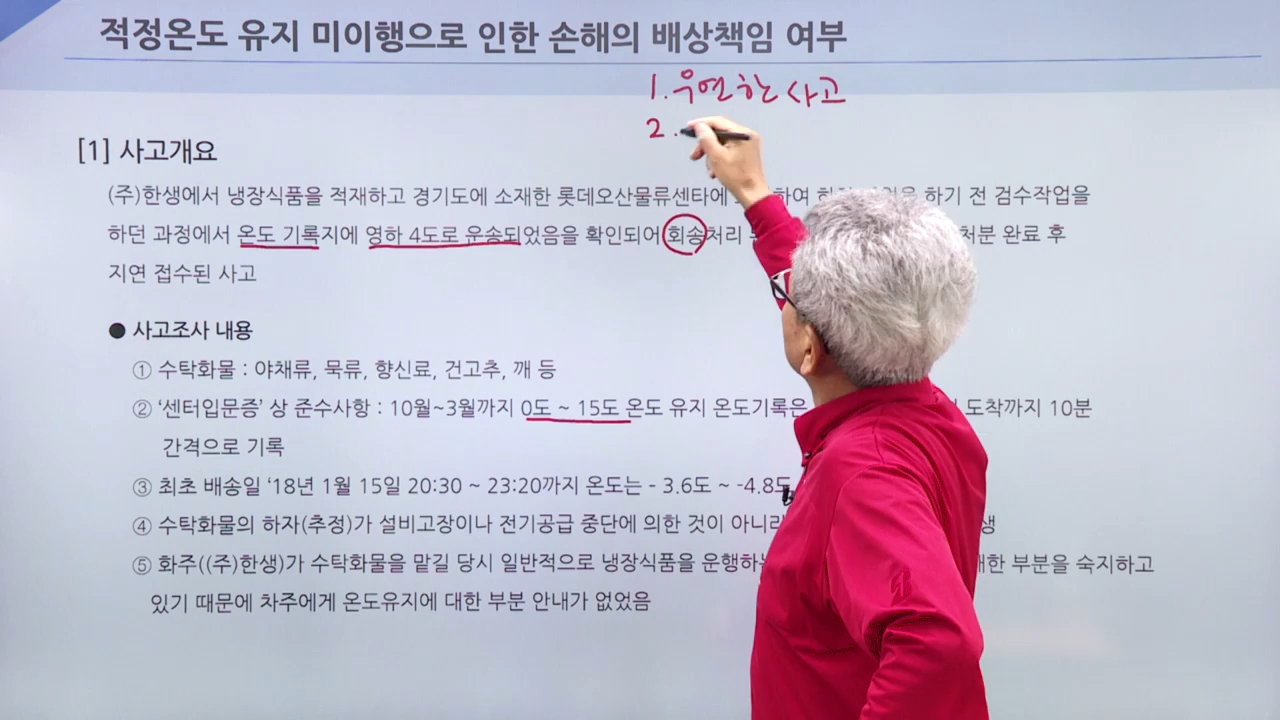 적정온도 유지 미이행으로 인한 손해의 배상책임 여부
1. 우연한 사고
2.
[1] 사고개요
(주)한생에서 냉장식품을 적재하고 경기도에 소재한 롯데오산물류센타에 하여 하기 전 검수작업을
하던 과정에서 온도 기록지에 영하 4도로 운송되었음을 확인되어 회송처리 처분 완료 후
지연 접수된 사고
● 사고조사 내용
① 수탁화물 : 야채류, 묵류, 향신료, 건고추, 깨 등
② ‘센터입문증’ 상 준수사항 : 10월~3월까지 0도 ~ 15도 온도 유지 온도기록은 도착까지 10분
간격으로 기록
③ 최초 배송일 ‘18년 1월 15일 20:30 ~ 23:20까지 온도는 - 3.6도 ~ -4.8도
④ 수탁화물의 하자(추정)가 설비고장이나 전기공급 중단에 의한 것이 아니라
⑤ 화주((주)한생)가 수탁화물을 맡길 당시 일반적으로 냉장식품을 운행하는 부분을 숙지하고
있기 때문에 차주에게 온도유지에 대한 부분 안내가 없었음